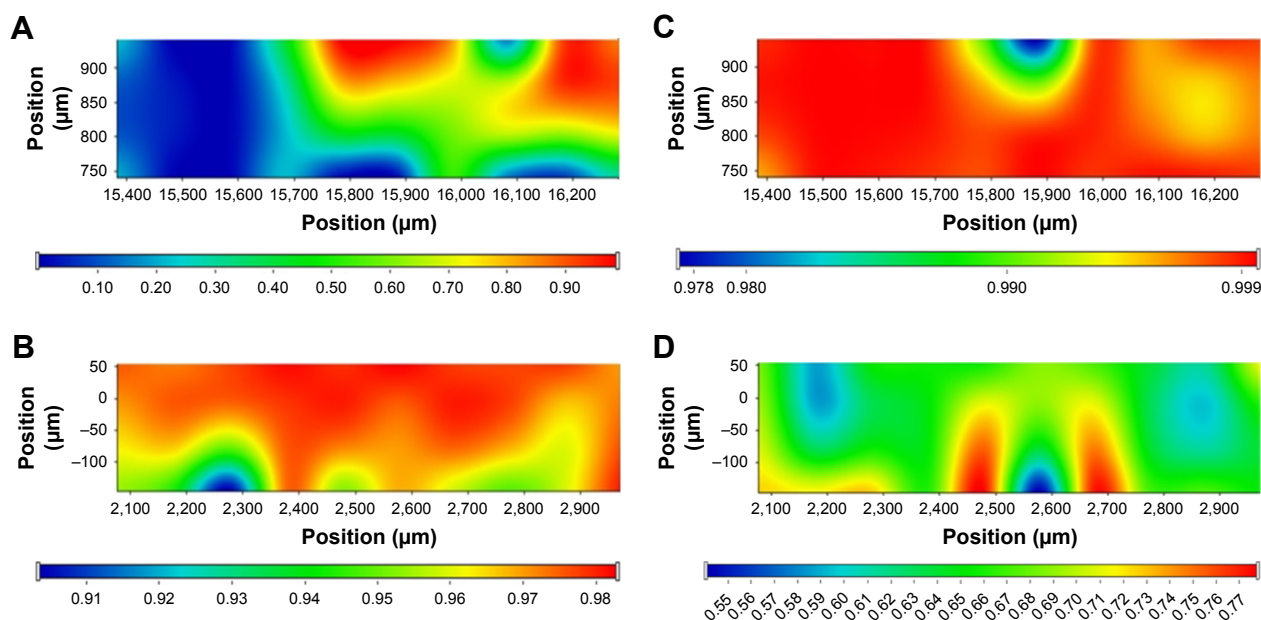 A
Position
(µm)
900
850
800
750
15,400 15,500 15,600 15,700 15,800 15,900 16,000 16,100 16,200
Position (µm)
0.10 0.20 0.30 0.40 0.50 0.60 0.70 0.80 0.90
C
Position
(µm)
900
850
800
750
15,400 15,500 15,600 15,700 15,800 15,900 16,000 16,100 16,200
Position (µm)
0.978 0.980 0.990 0.999
B
Position
(µm)
50
0
–50
–100
2,100 2,200 2,300 2,400 2,500 2,600 2,700 2,800 2,900
Position (µm)
0.91 0.92 0.93 0.94 0.95 0.96 0.97 0.98
D
Position
(µm)
50
0
–50
–100
2,100 2,200 2,300 2,400 2,500 2,600 2,700 2,800 2,900
Position (µm)
0.55 0.56 0.57 0.58 0.59 0.60 0.61 0.62 0.63 0.64 0.65 0.66 0.67 0.68 0.69 0.70 0.71 0.72 0.73 0.74 0.75 0.76 0.77